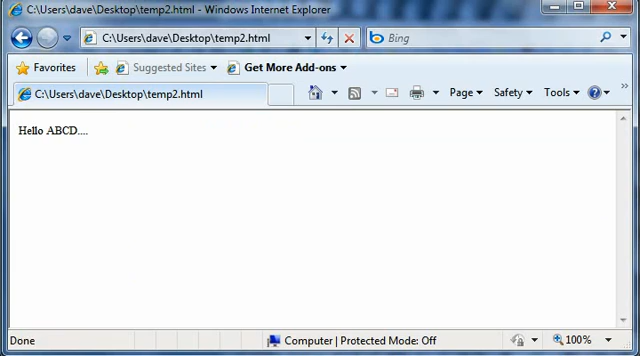 C:\Users\dave\Desktop\temp2.html - Windows Internet Explorer
C:\Users\dave\Desktop\temp2.html Bing
Favorites Suggested Sites Get More Add-ons
C:\Users\dave\Desktop\temp2.html Page Safety Tools
Hello ABCD....
Done Computer | Protected Mode: Off 100%